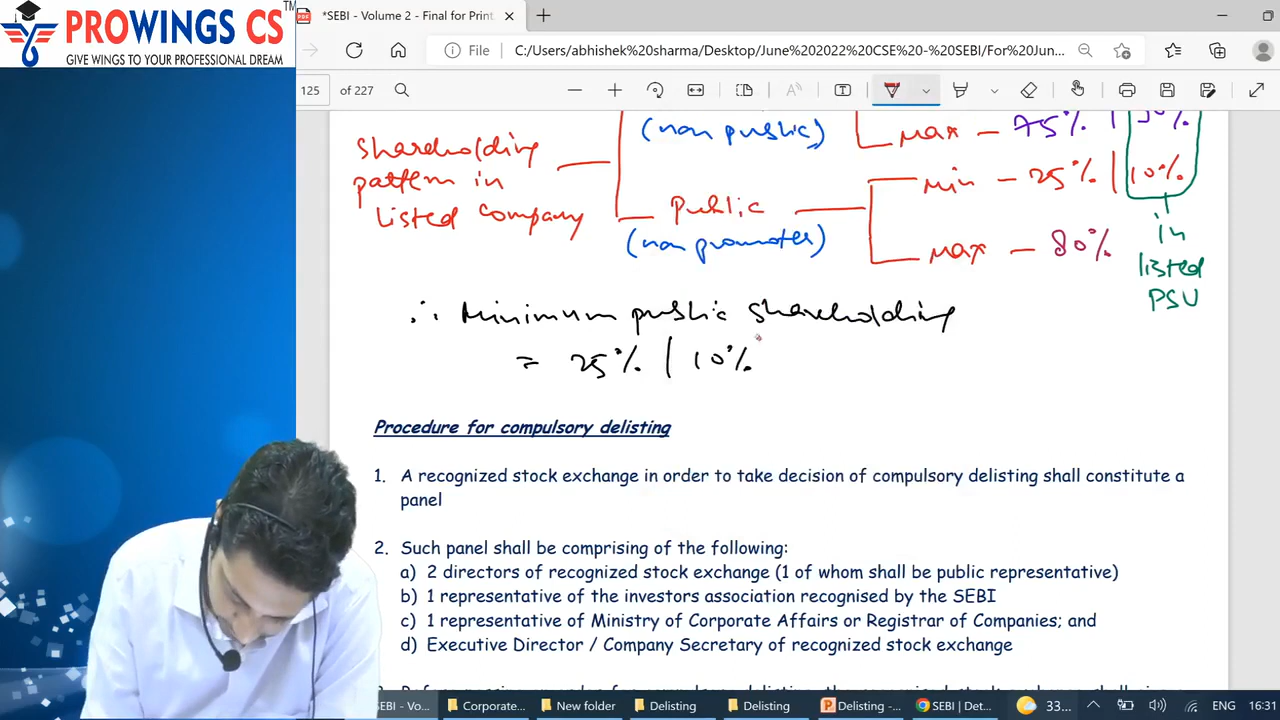 PROWINGS CS TM
GIVE WINGS TO YOUR PROFESSIONAL DREAM
*SEBI - Volume 2 - Final for Print
File C:/Users/abhishek%20sharma/Desktop/June%202022%20CSE%20-%20SEBI/For%20Jun...
125 of 227
(non public)
max - 75% |
Shareholding
pattern in
listed company
Public
(non promoter)
Min - 25% | 10%
max - 80%
in
listed
PSU
∴ Minimum public shareholding
= 25% | 10%
Procedure for compulsory delisting
1. A recognized stock exchange in order to take decision of compulsory delisting shall constitute a
panel
2. Such panel shall be comprising of the following:
a) 2 directors of recognized stock exchange (1 of whom shall be public representative)
b) 1 representative of the investors association recognised by the SEBI
c) 1 representative of Ministry of Corporate Affairs or Registrar of Companies; and
d) Executive Director / Company Secretary of recognized stock exchange
SEBI - Vo... Corporate... New folder Delisting Delisting Delisting -... SEBI | Det... 33... ENG 16:31